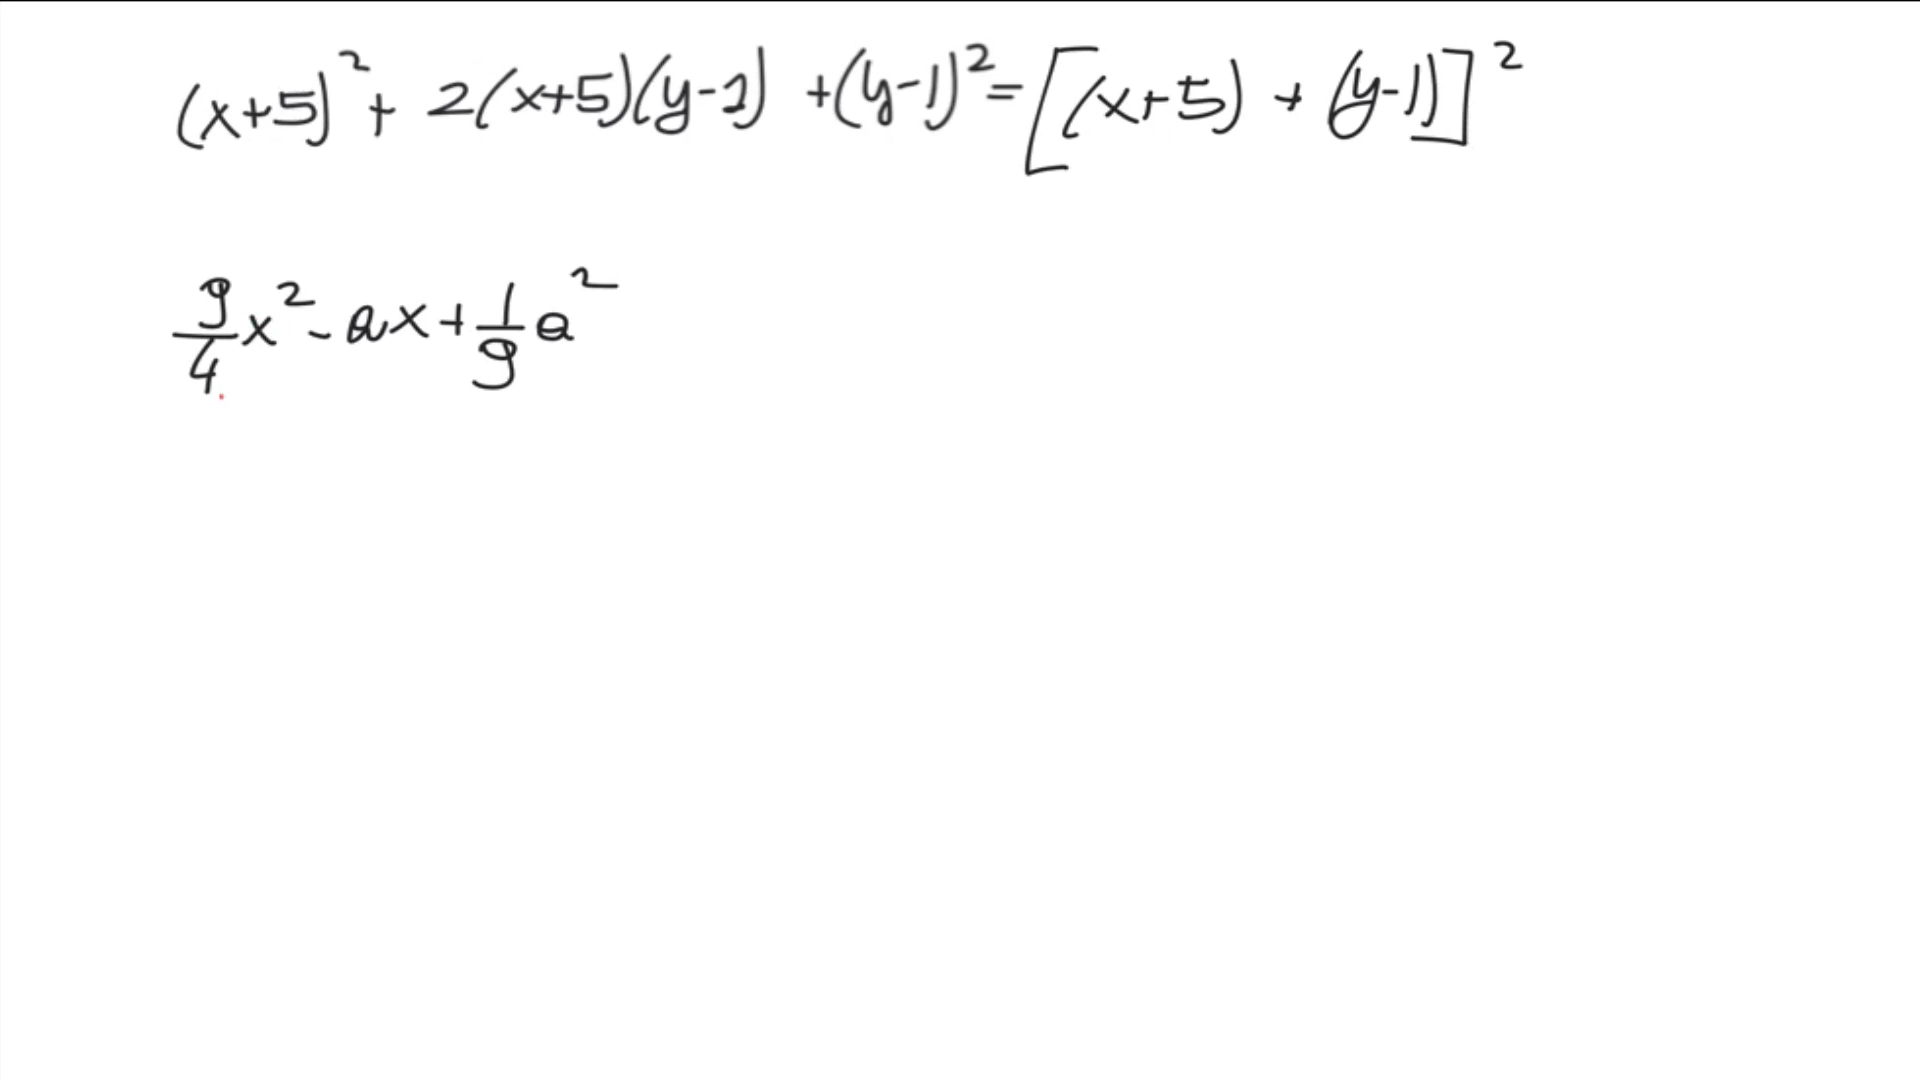 (x+5)² + 2(x+5)(y-1) + (y-1)² = [(x+5) + (y-1)]²
9/4 x² - ax + 1/9 a²